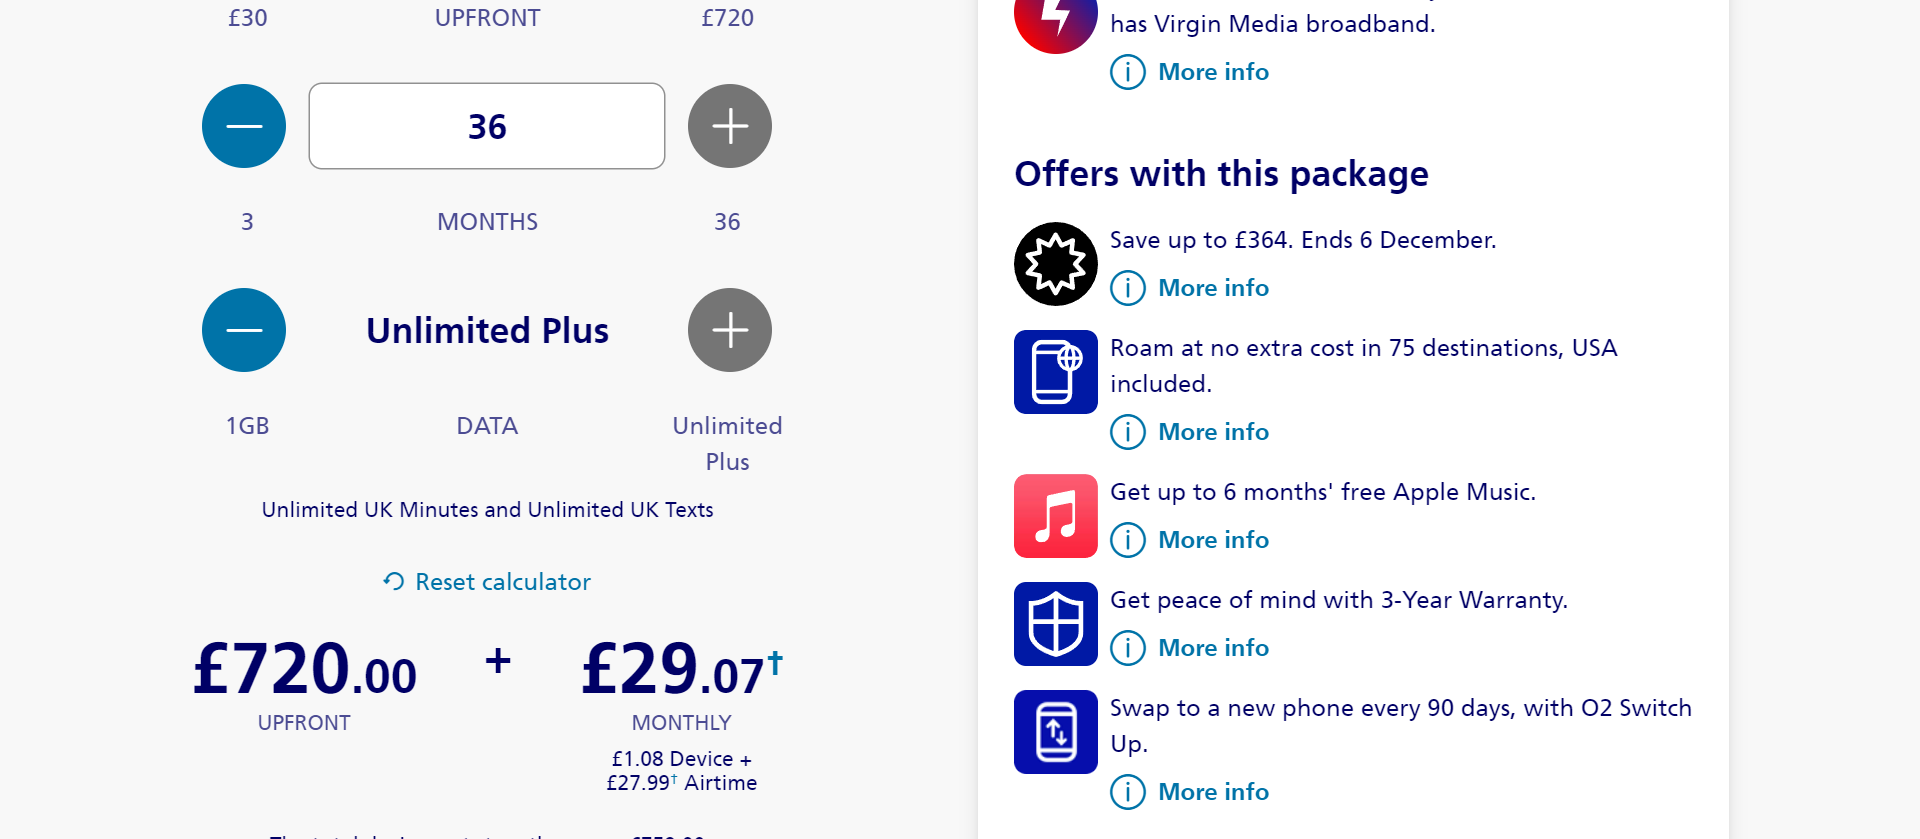 £30 UPFRONT £720
36
3 MONTHS 36
Unlimited Plus
1GB DATA Unlimited
Plus
Unlimited UK Minutes and Unlimited UK Texts
Reset calculator
£720.00 + £29.07†
UPFRONT MONTHLY
£1.08 Device +
£27.99† Airtime
has Virgin Media broadband.
More info
Offers with this package
Save up to £364. Ends 6 December.
More info
Roam at no extra cost in 75 destinations, USA
included.
More info
Get up to 6 months' free Apple Music.
More info
Get peace of mind with 3-Year Warranty.
More info
Swap to a new phone every 90 days, with O2 Switch
Up.
More info